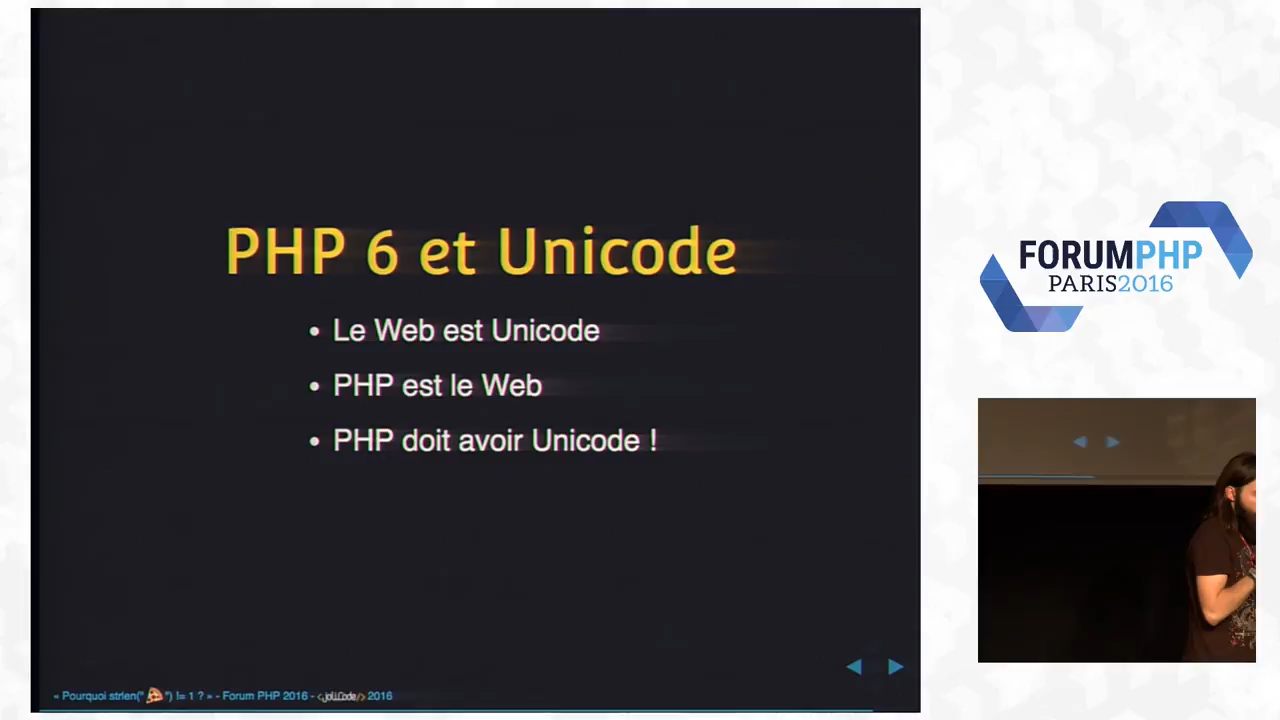 PHP 6 et Unicode
• Le Web est Unicode
• PHP est le Web
• PHP doit avoir Unicode !
« Pourquoi strlen("🍕") != 1 ? » - Forum PHP 2016 - </JoliCode/> 2016
FORUMPHP
PARIS2016